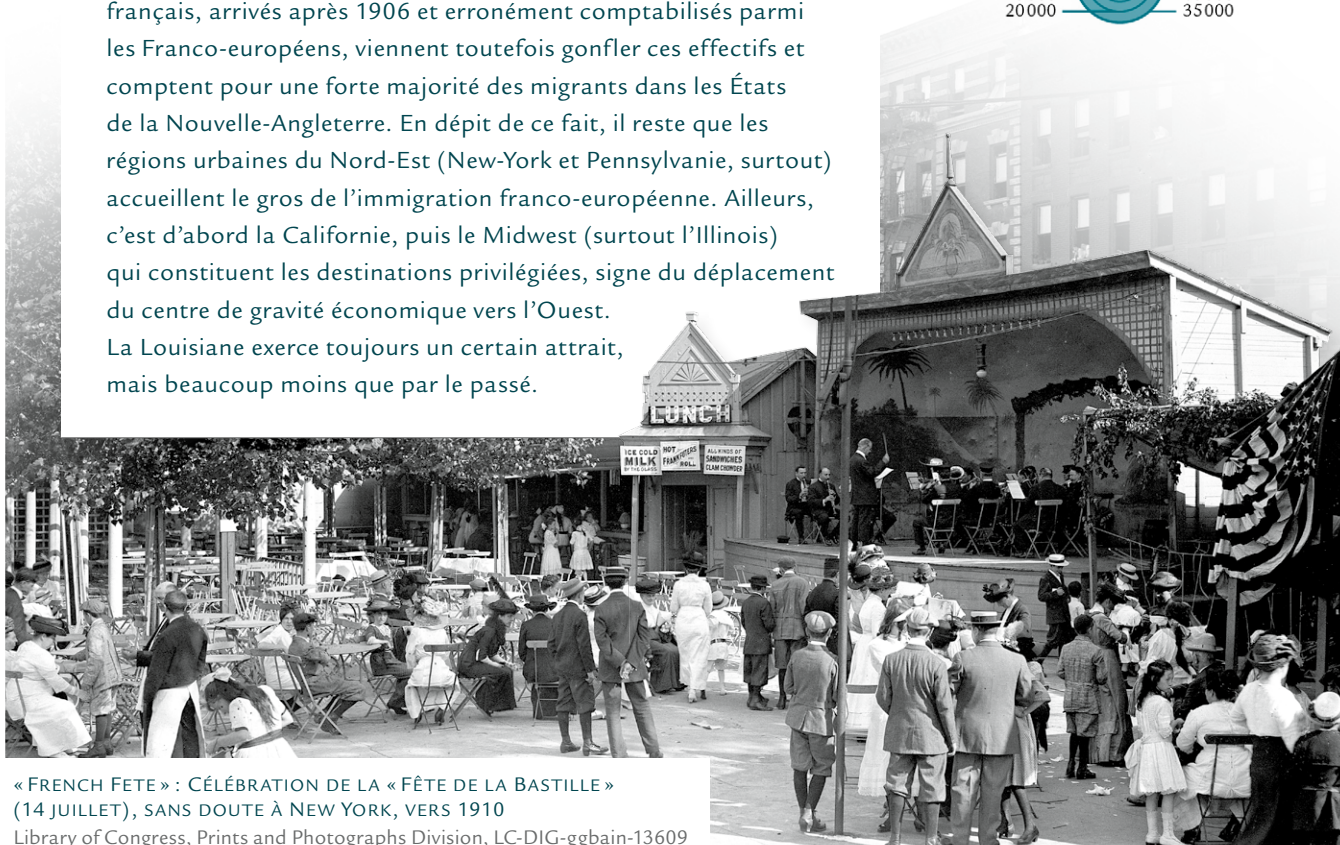 français, arrivés après 1906 et erronément comptabilisés parmi
les Franco-européens, viennent toutefois gonfler ces effectifs et
comptent pour une forte majorité des migrants dans les États
de la Nouvelle-Angleterre. En dépit de ce fait, il reste que les
régions urbaines du Nord-Est (New-York et Pennsylvanie, surtout)
accueillent le gros de l’immigration franco-européenne. Ailleurs,
c’est d’abord la Californie, puis le Midwest (surtout l’Illinois)
qui constituent les destinations privilégiées, signe du déplacement
du centre de gravité économique vers l’Ouest.
La Louisiane exerce toujours un certain attrait,
mais beaucoup moins que par le passé.
20000 35000
LUNCH
ICE COLD
MILK
BY THE GLASS
HOT
FRANKFURTERS
ROLL
ALL KINDS OF
SANDWICHES
CLAM CHOWDER
« FRENCH FETE » : CÉLÉBRATION DE LA « FÊTE DE LA BASTILLE »
(14 JUILLET), SANS DOUTE À NEW YORK, VERS 1910
Library of Congress, Prints and Photographs Division, LC-DIG-ggbain-13609